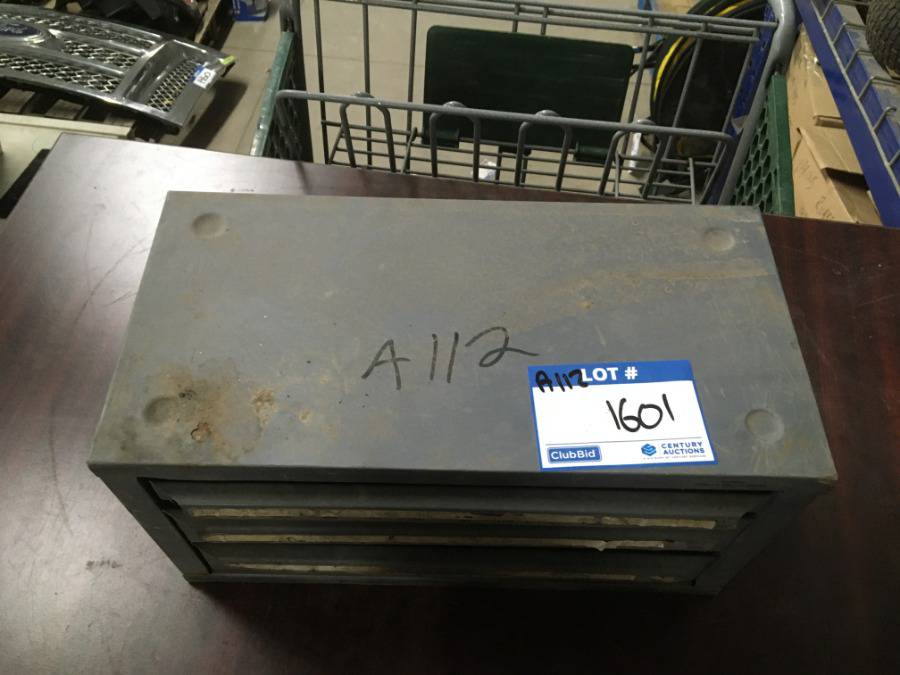 A112
A112 LOT #
1601
ClubBid
CENTURY
AUCTIONS